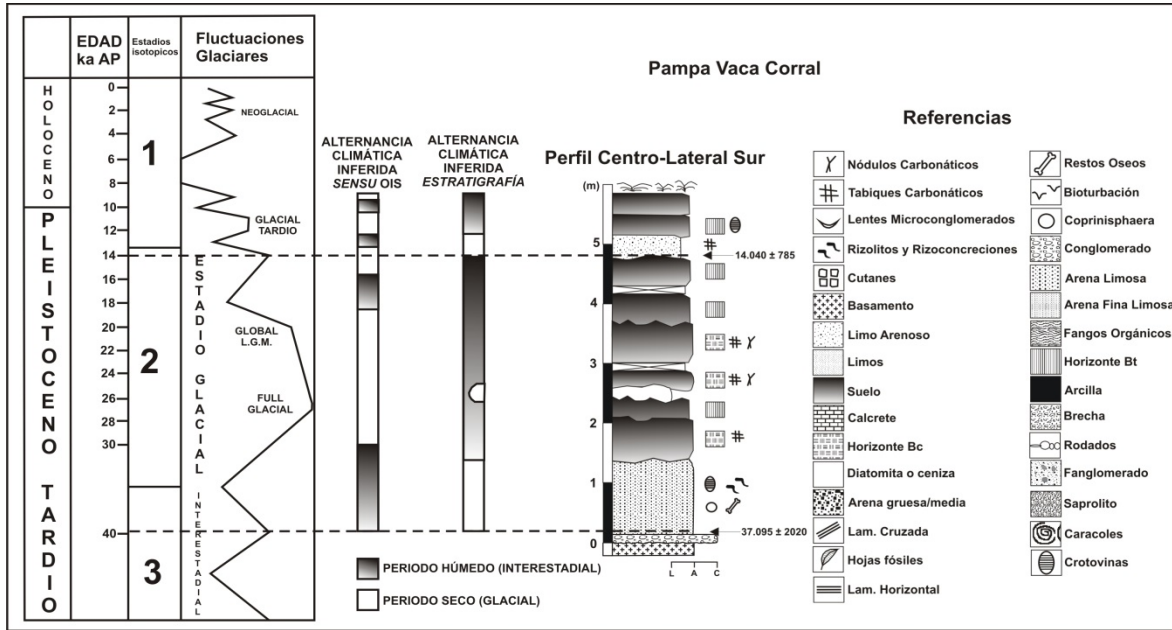 EDAD
ka AP
Estadios
isotopicos
Fluctuaciones
Glaciares
HOLOCENO
PLEISTOCENO TARDIO
0
2
4
6
8
10
12
14
16
18
20
22
24
26
28
30
40
1
2
3
NEOGLACIAL
GLACIAL
TARDIO
ESTADIO GLACIAL
GLOBAL
L.G.M.
FULL
GLACIAL
INTERESTADIAL
ALTERNANCIA
CLIMÁTICA
INFERIDA
SENSU OIS
ALTERNANCIA
CLIMÁTICA
INFERIDA
ESTRATIGRAFÍA
PERIODO HÚMEDO (INTERESTADIAL)
PERIODO SECO (GLACIAL)
Pampa Vaca Corral
Perfil Centro-Lateral Sur
(m)
5
4
3
2
1
0
14.040 ± 785
37.095 ± 2020
L A C
Referencias
Nódulos Carbonáticos
Tabiques Carbonáticos
Lentes Microconglomerados
Rizolitos y Rizoconcreciones
Cutanes
Basamento
Limo Arenoso
Limos
Suelo
Calcrete
Horizonte Bc
Diatomita o ceniza
Arena gruesa/media
Lam. Cruzada
Hojas fósiles
Lam. Horizontal
Restos Oseos
Bioturbación
Coprinisphaera
Conglomerado
Arena Limosa
Arena Fina Limosa
Fangos Orgánicos
Horizonte Bt
Arcilla
Brecha
Rodados
Fanglomerado
Saprolito
Caracoles
Crotovinas